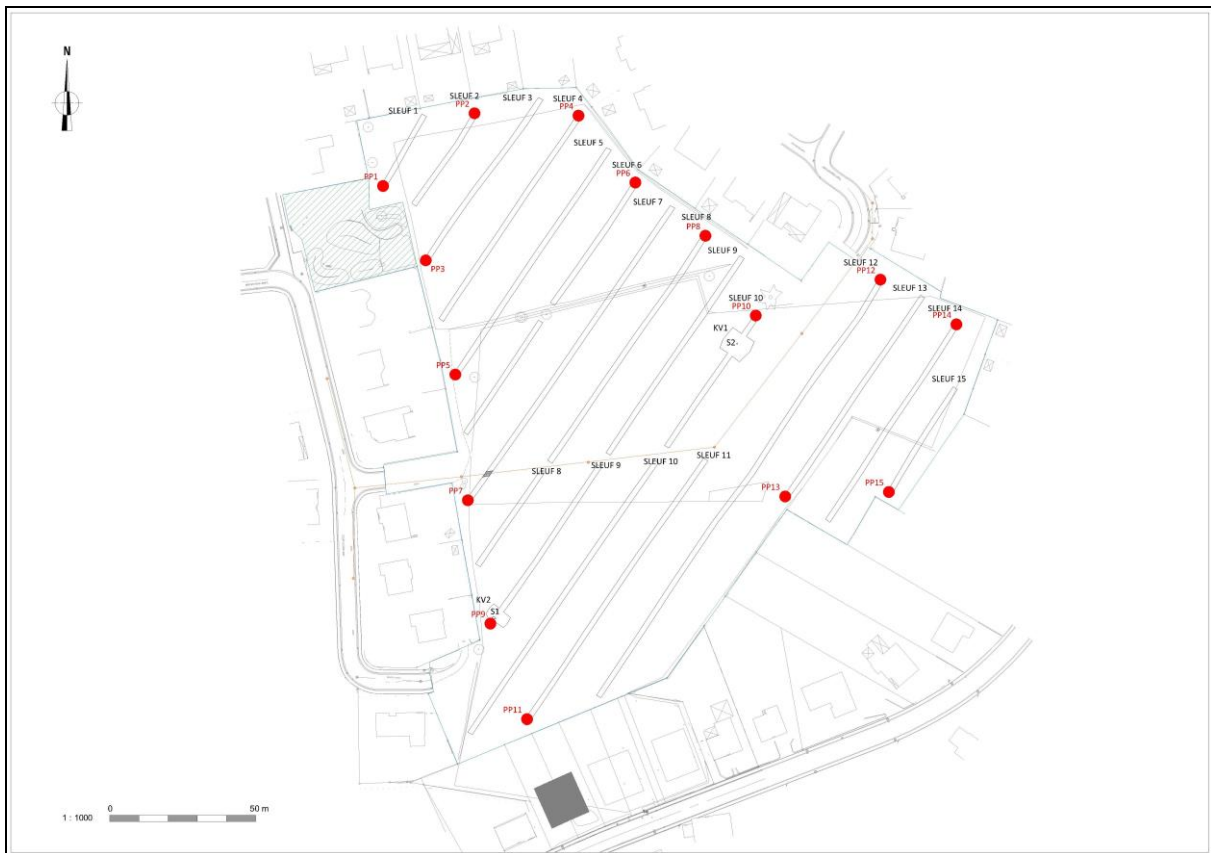 N
SLEUF 1
SLEUF 2
PP2
SLEUF 3
SLEUF 4
PP4
SLEUF 5
PP1
SLEUF 6
PP6
SLEUF 7
SLEUF 8
PP8
SLEUF 9
PP3
SLEUF 12
PP12
SLEUF 13
SLEUF 10
PP10
SLEUF 14
PP14
KV1
S2-
PP5
SLEUF 15
SLEUF 8
SLEUF 9
SLEUF 10
SLEUF 11
PP7
PP13
PP15
KV2
S1
PP9
PP11
1 : 1000
0
50 m